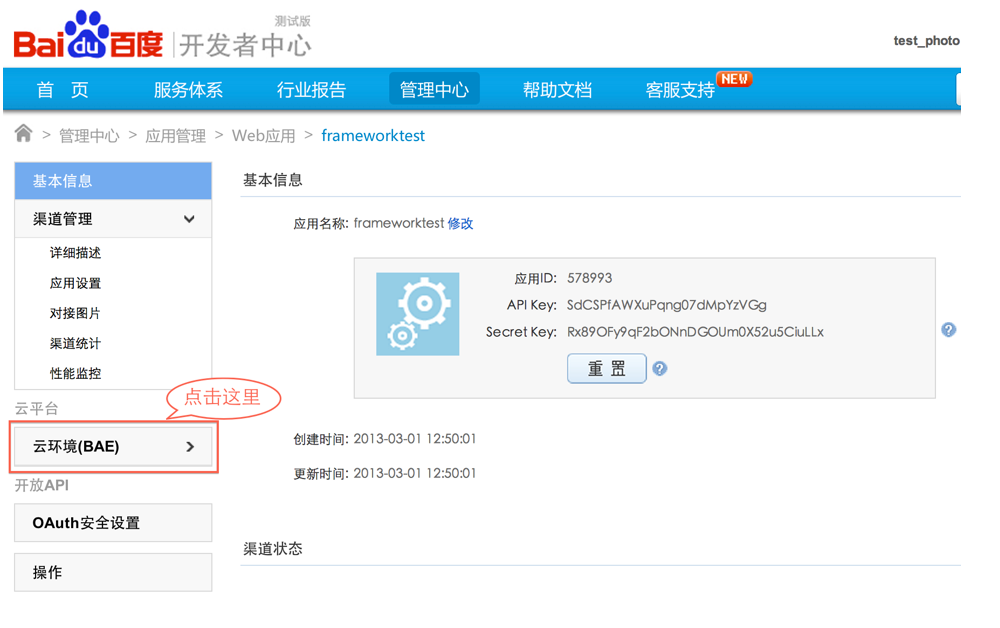 测试版
Bai du 百度 开发者中心
test_photo
首 页 服务体系 行业报告 管理中心 帮助文档 客服支持 NEW
> 管理中心 > 应用管理 > Web应用 > frameworktest
基本信息
渠道管理
详细描述
应用设置
对接图片
渠道统计
性能监控
云平台
点击这里
云环境(BAE)
开放API
OAuth安全设置
操作
基本信息
应用名称: frameworktest 修改
应用ID: 578993
API Key: SdCSPfAWXuPqng07dMpYzVGg
Secret Key: Rx89OFy9qF2bONnDGOUm0X52u5CiuLLx
重 置 ?
?
创建时间: 2013-03-01 12:50:01
更新时间: 2013-03-01 12:50:01
渠道状态